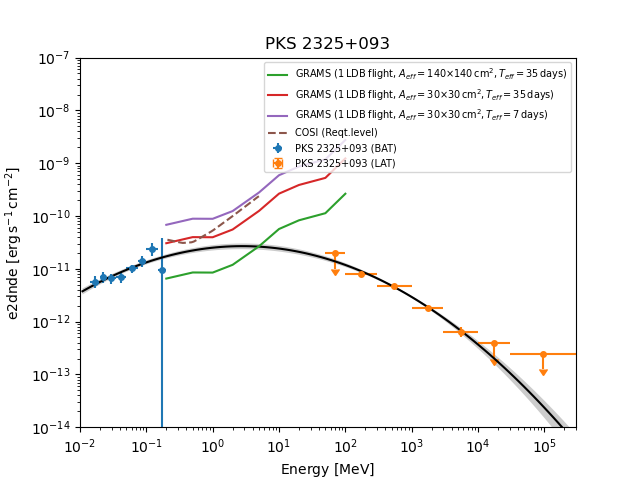 PKS 2325+093
10⁻⁷
10⁻⁸
10⁻⁹
10⁻¹⁰
10⁻¹¹
10⁻¹²
10⁻¹³
10⁻¹⁴
e2dnde [erg s⁻¹ cm⁻²]
GRAMS (1 LDB flight, A_eff = 140×140 cm², T_eff = 35 days)
GRAMS (1 LDB flight, A_eff = 30×30 cm², T_eff = 35 days)
GRAMS (1 LDB flight, A_eff = 30×30 cm², T_eff = 7 days)
COSI (Reqt.level)
PKS 2325+093 (BAT)
PKS 2325+093 (LAT)
10⁻² 10⁻¹ 10⁰ 10¹ 10² 10³ 10⁴ 10⁵
Energy [MeV]